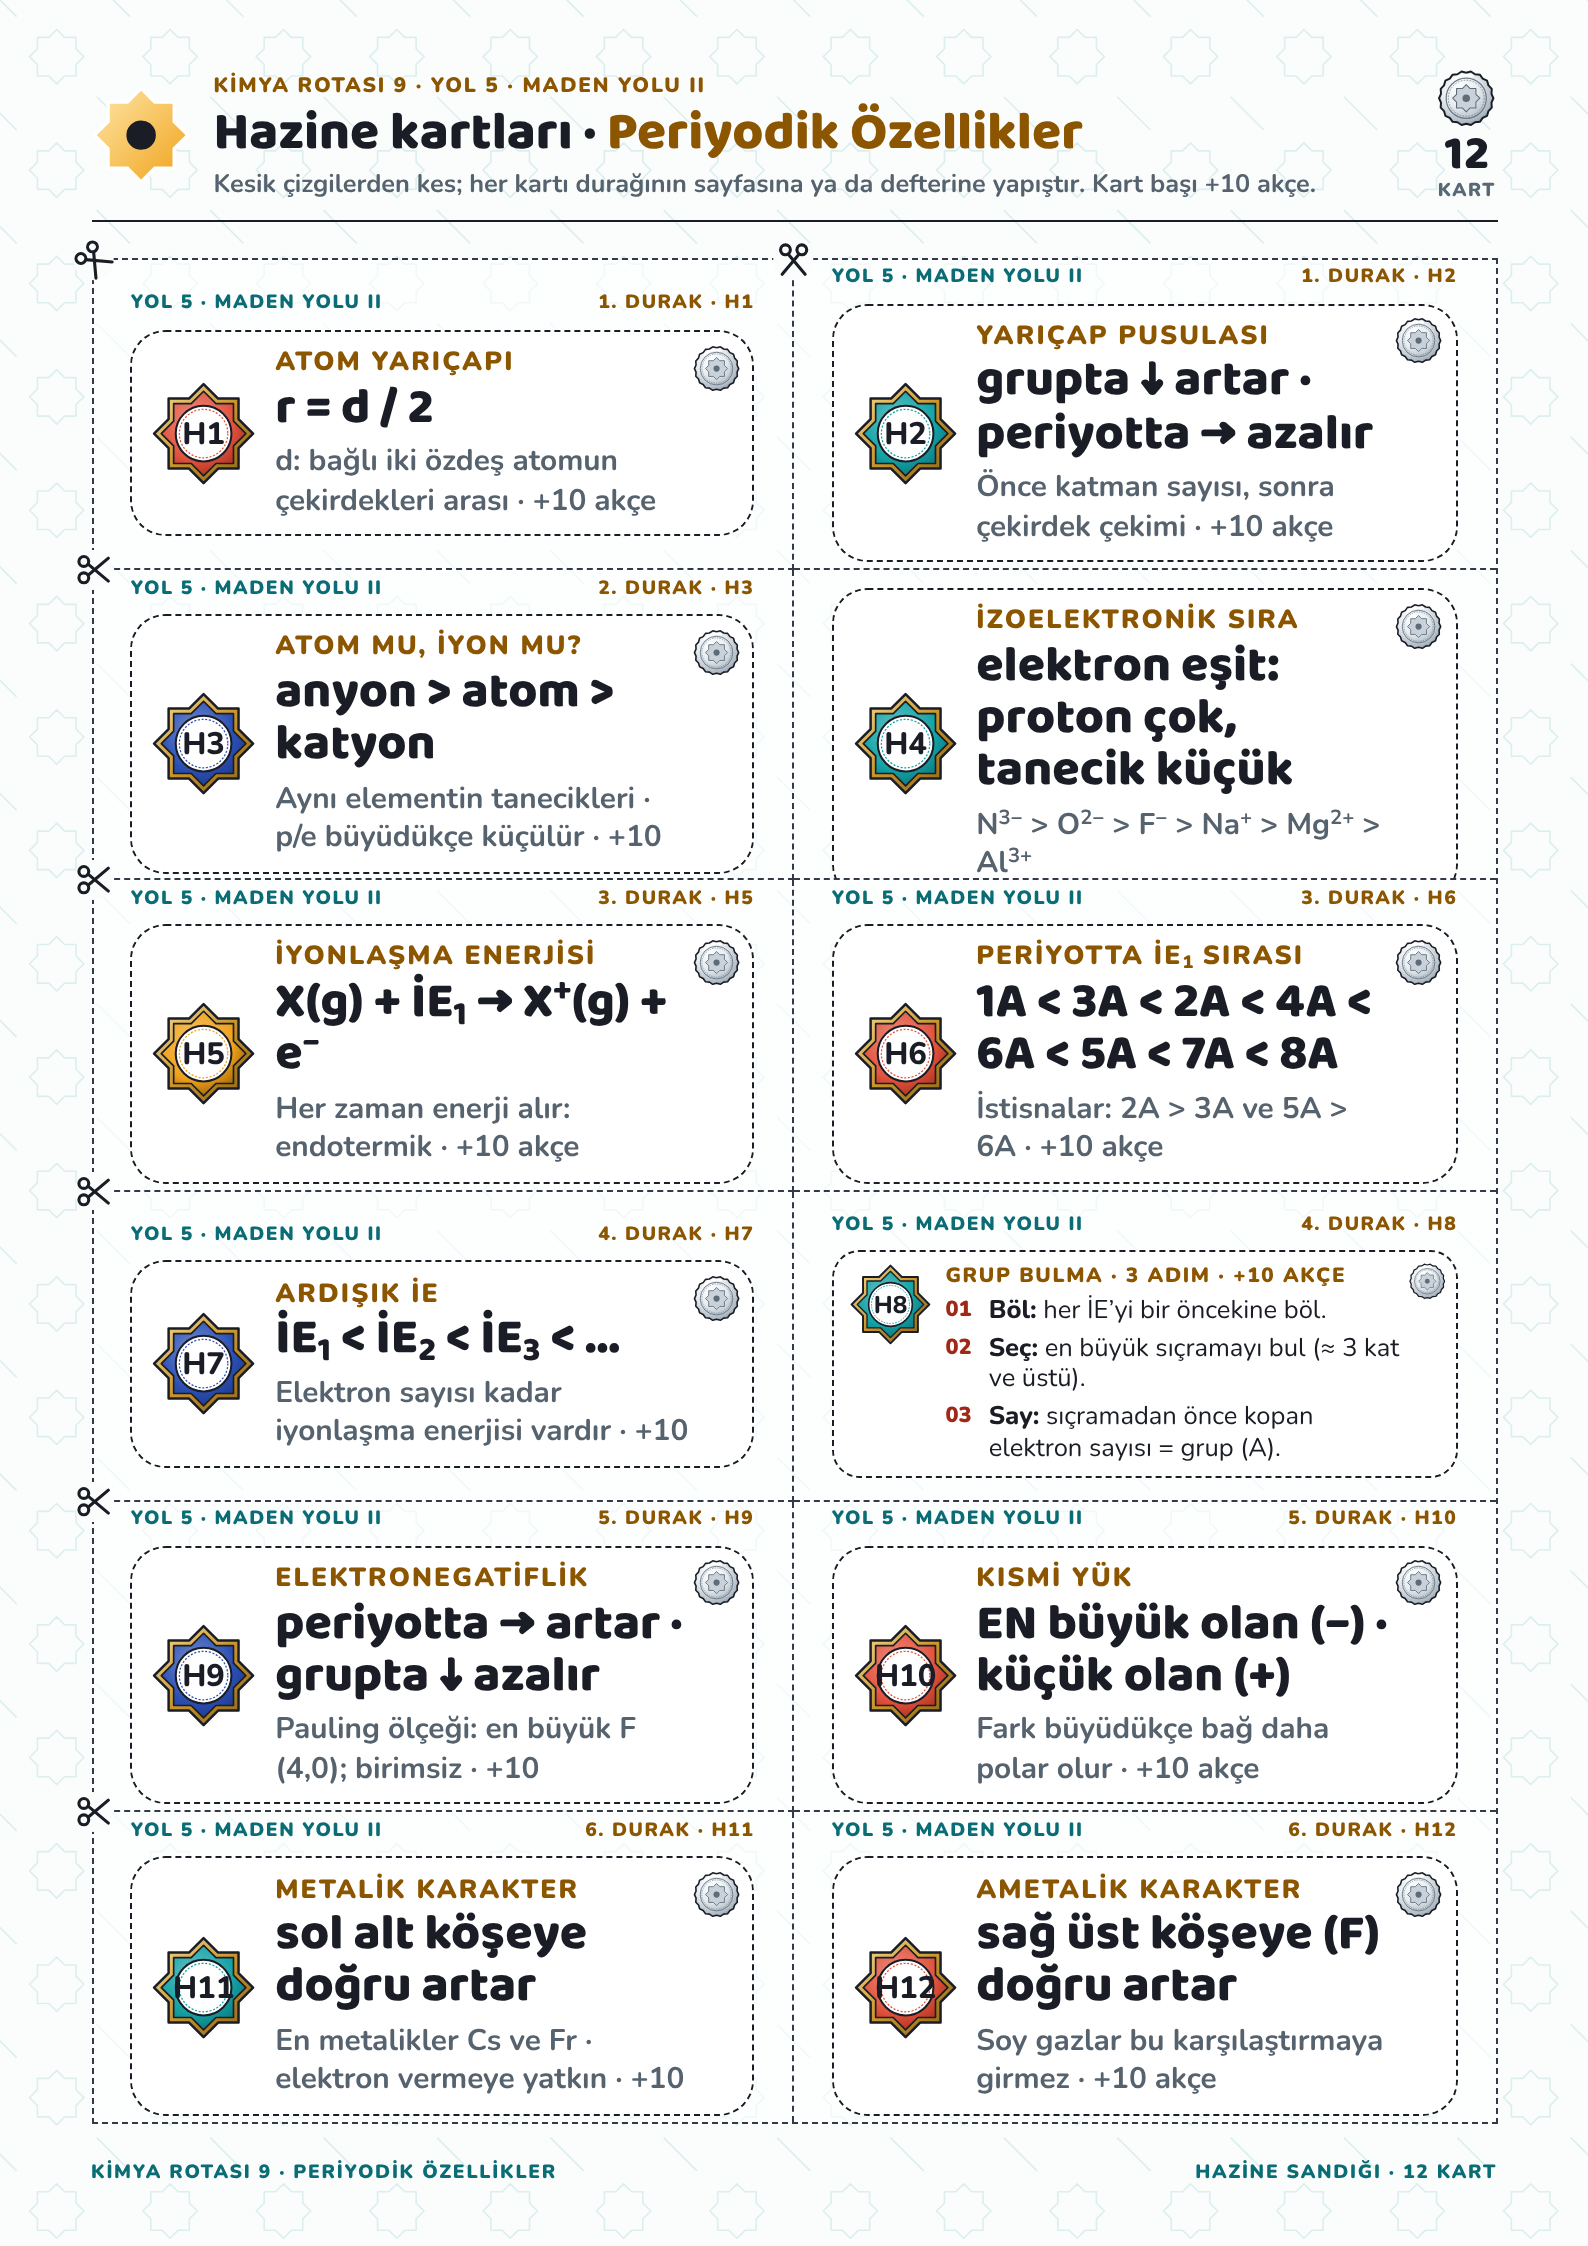 KİMYA ROTASI 9 · YOL 5 · MADEN YOLU II
Hazine kartları · Periyodik Özellikler
Kesik çizgilerden kes; her kartı durağının sayfasına ya da defterine yapıştır. Kart başı +10 akçe.
12
KART
YOL 5 · MADEN YOLU II
1. DURAK · H1
H1
ATOM YARIÇAPI
r = d / 2
d: bağlı iki özdeş atomun
çekirdekleri arası · +10 akçe
YOL 5 · MADEN YOLU II
1. DURAK · H2
H2
YARIÇAP PUSULASI
grupta ↓ artar ·
periyotta → azalır
Önce katman sayısı, sonra
çekirdek çekimi · +10 akçe
YOL 5 · MADEN YOLU II
2. DURAK · H3
H3
ATOM MU, İYON MU?
anyon > atom >
katyon
Aynı elementin tanecikleri ·
p/e büyüdükçe küçülür · +10
H4
İZOELEKTRONİK SIRA
elektron eşit:
proton çok,
tanecik küçük
N³⁻ > O²⁻ > F⁻ > Na⁺ > Mg²⁺ >
Al³⁺
YOL 5 · MADEN YOLU II
3. DURAK · H5
H5
İYONLAŞMA ENERJİSİ
X(g) + İE₁ → X⁺(g) +
e⁻
Her zaman enerji alır:
endotermik · +10 akçe
YOL 5 · MADEN YOLU II
3. DURAK · H6
H6
PERİYOTTA İE₁ SIRASI
1A < 3A < 2A < 4A <
6A < 5A < 7A < 8A
İstisnalar: 2A > 3A ve 5A >
6A · +10 akçe
YOL 5 · MADEN YOLU II
4. DURAK · H7
H7
ARDIŞIK İE
İE₁ < İE₂ < İE₃ < ...
Elektron sayısı kadar
iyonlaşma enerjisi vardır · +10
YOL 5 · MADEN YOLU II
4. DURAK · H8
H8
GRUP BULMA · 3 ADIM · +10 AKÇE
01 Böl: her İE’yi bir öncekine böl.
02 Seç: en büyük sıçramayı bul (≈ 3 kat
ve üstü).
03 Say: sıçramadan önce kopan
elektron sayısı = grup (A).
YOL 5 · MADEN YOLU II
5. DURAK · H9
H9
ELEKTRONEGATİFLİK
periyotta → artar ·
grupta ↓ azalır
Pauling ölçeği: en büyük F
(4,0); birimsiz · +10
YOL 5 · MADEN YOLU II
5. DURAK · H10
H10
KISMİ YÜK
EN büyük olan (−) ·
küçük olan (+)
Fark büyüdükçe bağ daha
polar olur · +10 akçe
YOL 5 · MADEN YOLU II
6. DURAK · H11
H11
METALİK KARAKTER
sol alt köşeye
doğru artar
En metalikler Cs ve Fr ·
elektron vermeye yatkın · +10
YOL 5 · MADEN YOLU II
6. DURAK · H12
H12
AMETALİK KARAKTER
sağ üst köşeye (F)
doğru artar
Soy gazlar bu karşılaştırmaya
girmez · +10 akçe
KİMYA ROTASI 9 · PERİYODİK ÖZELLİKLER
HAZİNE SANDIĞI · 12 KART